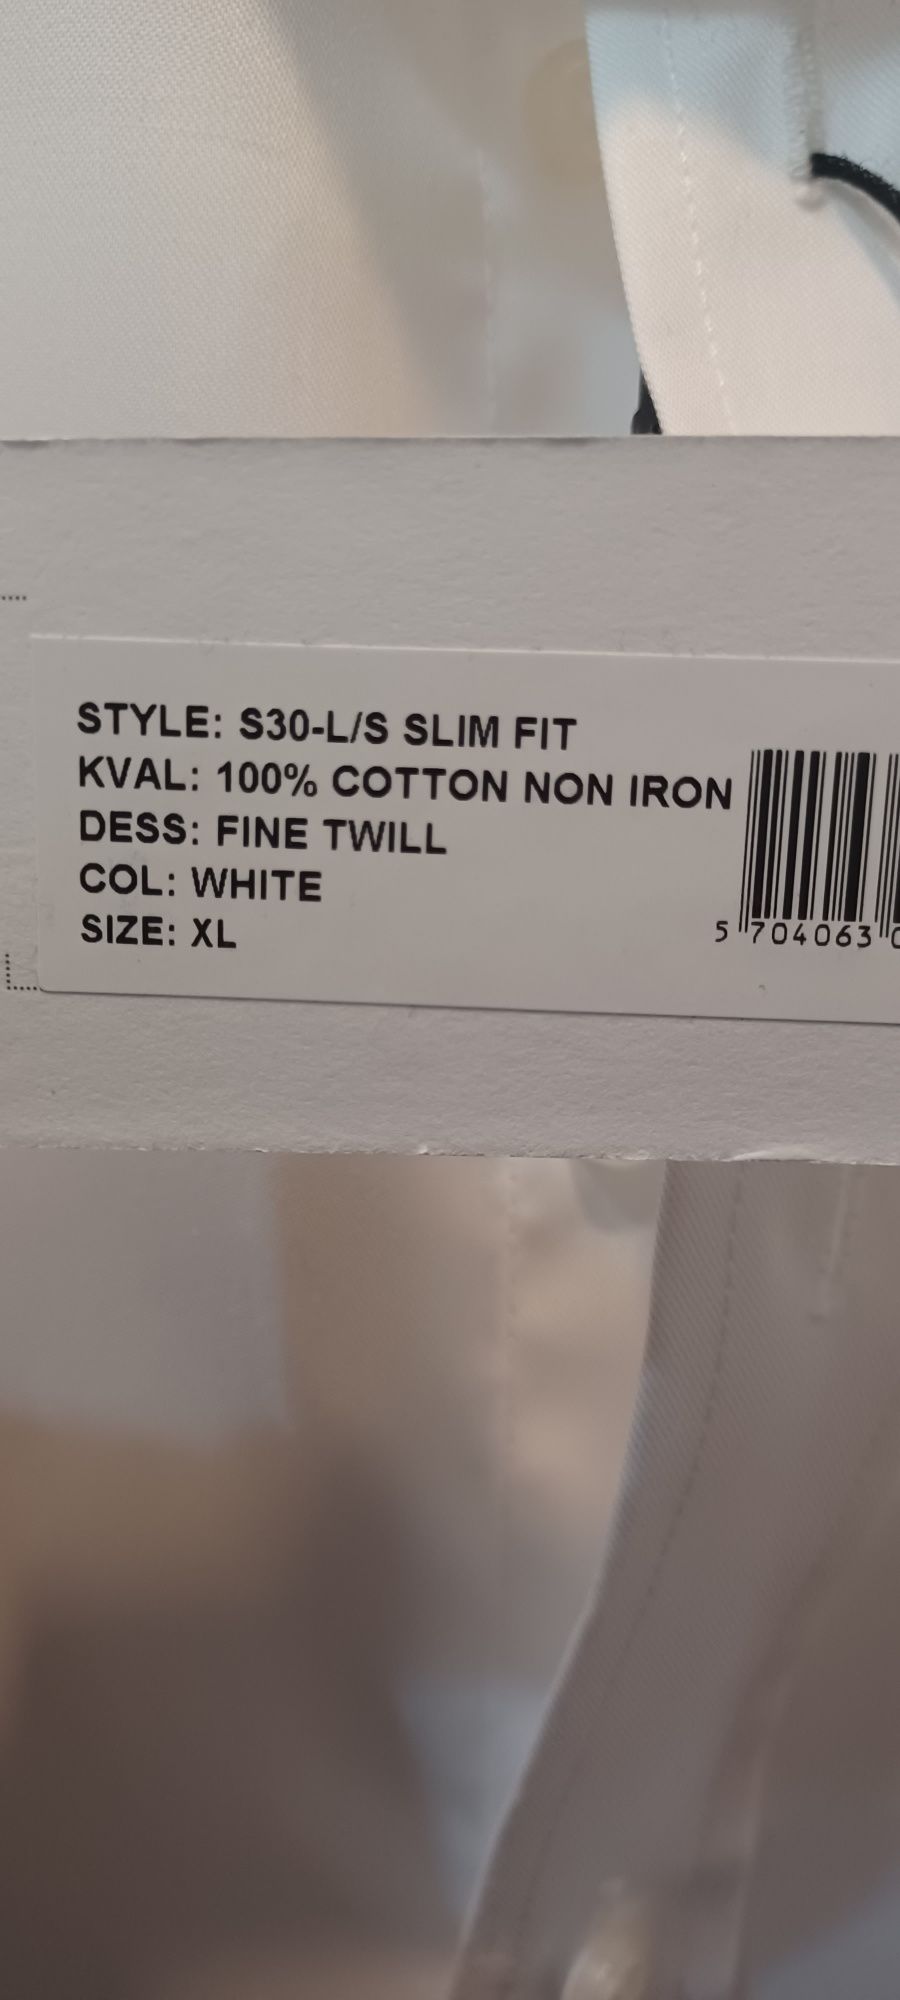 STYLE: S30-L/S SLIM FIT
KVAL: 100% COTTON NON IRON
DESS: FINE TWILL
COL: WHITE
SIZE: XL
5 704063